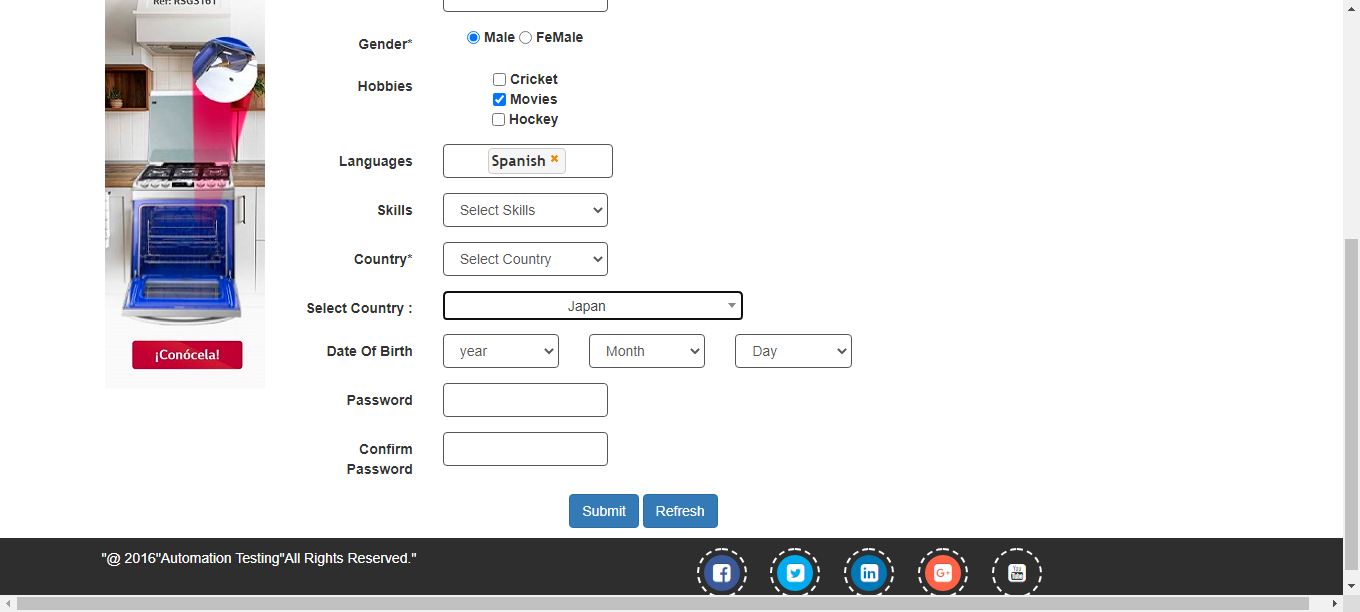 Ref: RSG3161
Gender*
Male FeMale
Hobbies
Cricket
Movies
Hockey
Languages
Spanish
Skills
Select Skills
Country*
Select Country
Select Country :
Japan
Date Of Birth
year Month Day
¡Conócela!
Password
Confirm
Password
Submit Refresh
"@ 2016"Automation Testing"All Rights Reserved."
f
in
G+
You
Tube